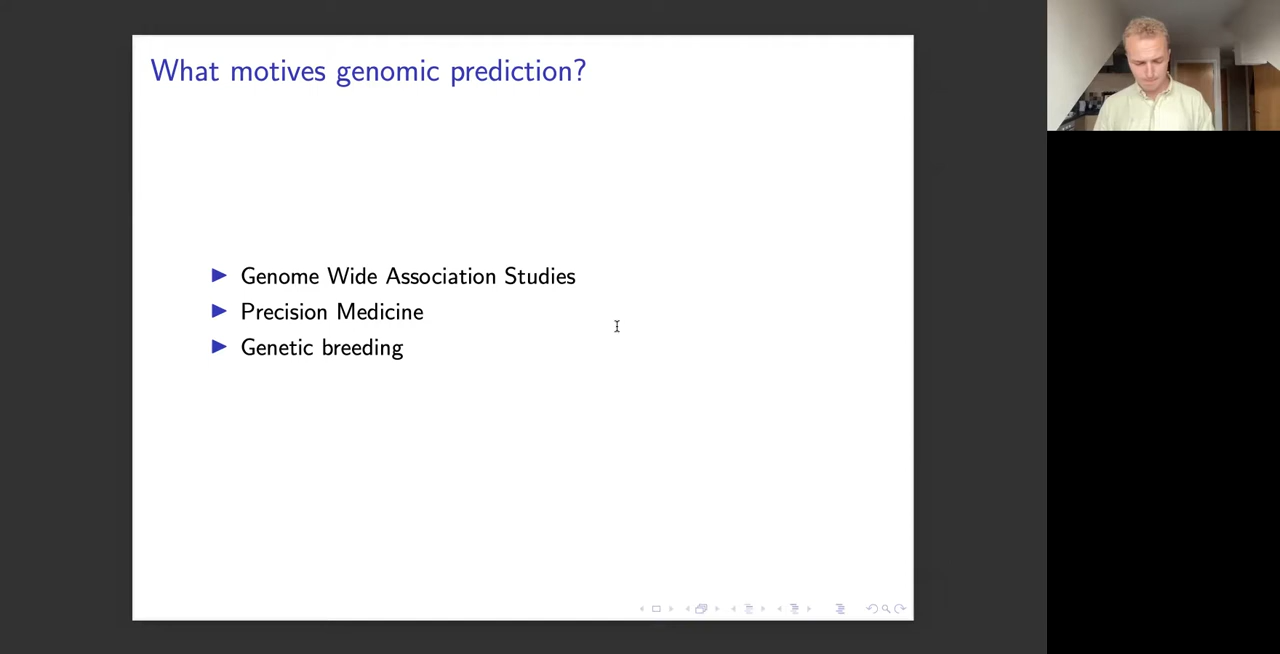 What motives genomic prediction?
Genome Wide Association Studies
Precision Medicine
Genetic breeding